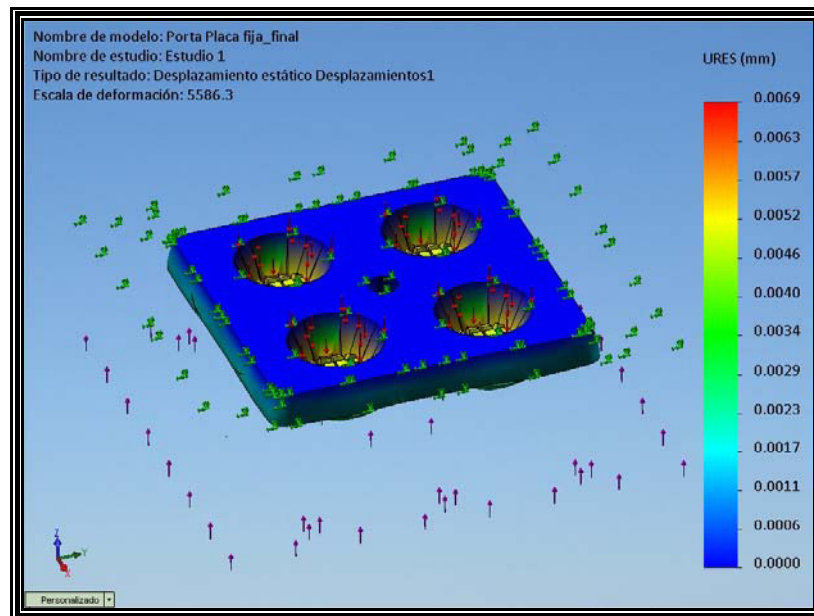 Nombre de modelo: Porta Placa fija_final
Nombre de estudio: Estudio 1
Tipo de resultado: Desplazamiento estático Desplazamientos1
Escala de deformación: 5586.3
URES (mm)
0.0069
0.0063
0.0057
0.0052
0.0046
0.0040
0.0034
0.0029
0.0023
0.0017
0.0011
0.0006
0.0000
Z
Y
X
Personalizado